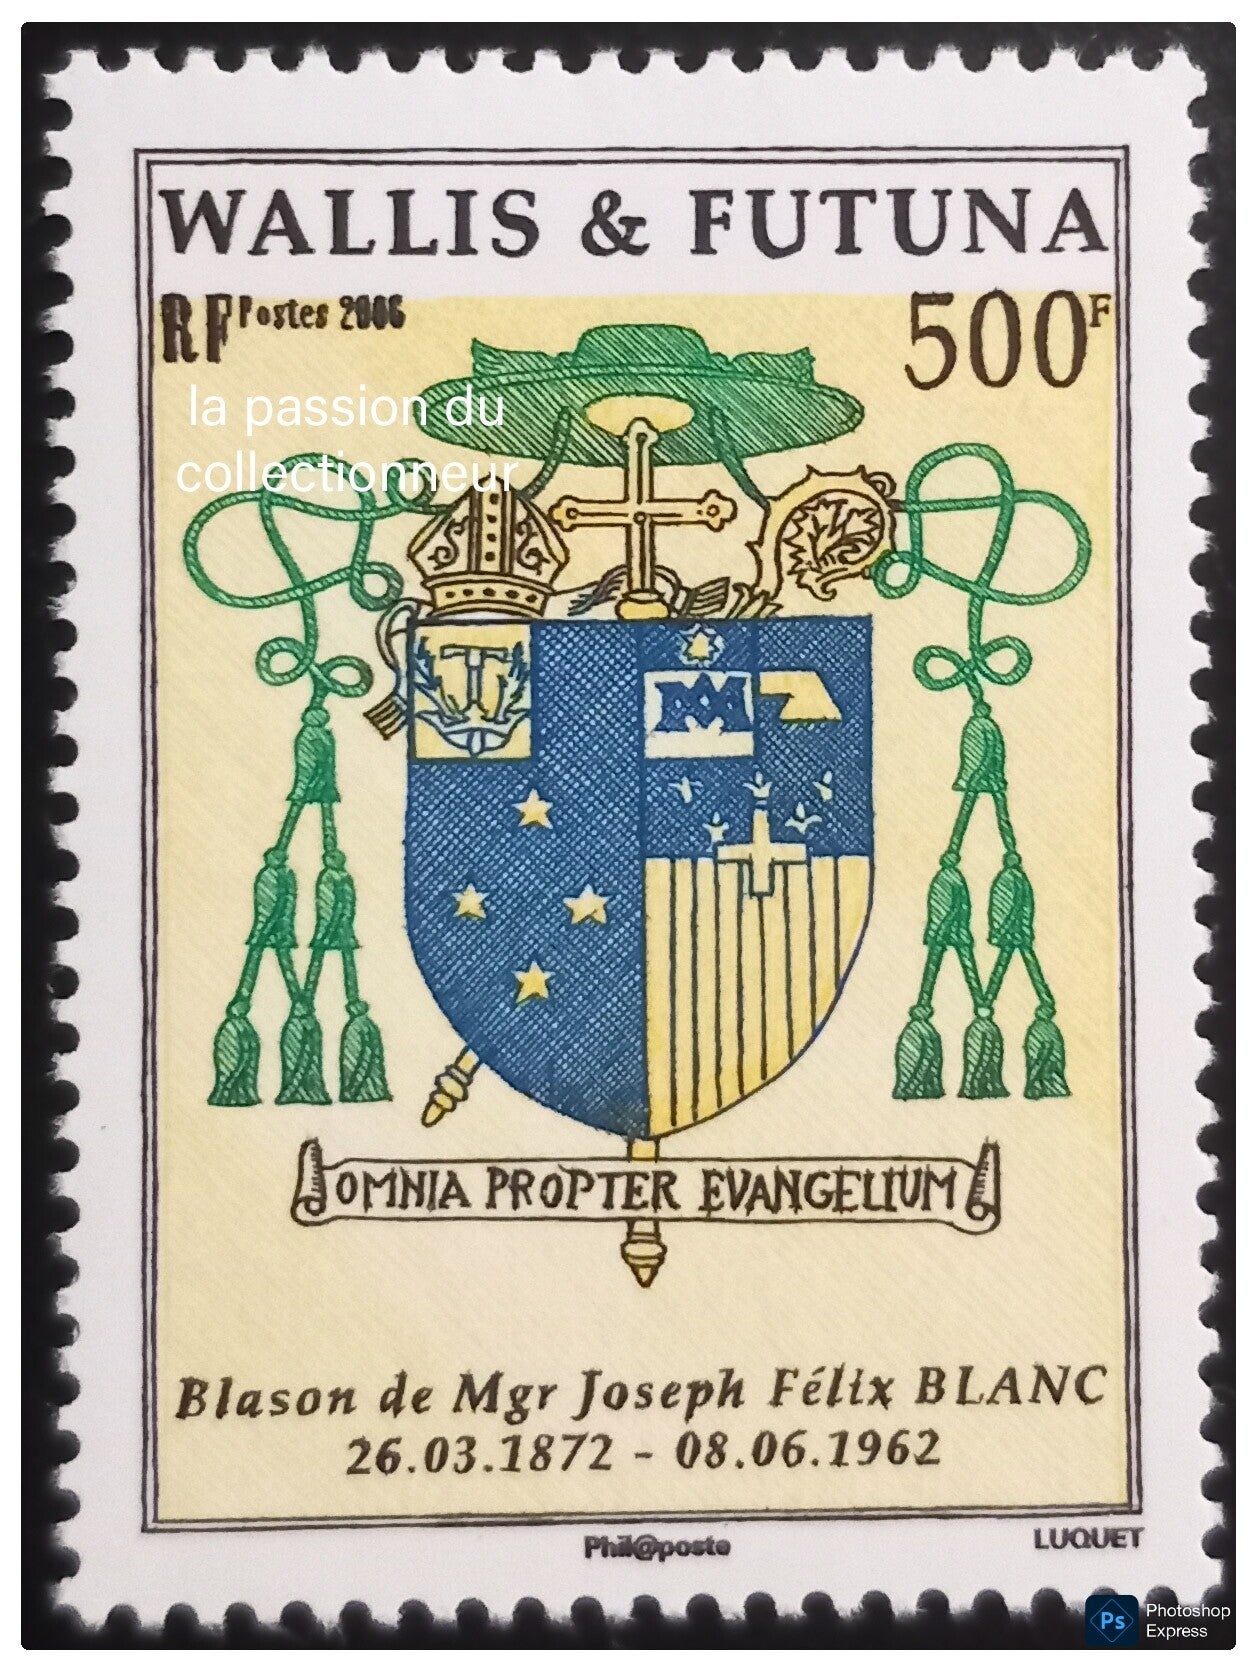 WALLIS & FUTUNA
RF Postes 2006
500F
la passion du
collectionneur
OMNIA PROPTER EVANGELIUM
Blason de Mgr Joseph Félix BLANC
26.03.1872 - 08.06.1962
Phil@poste
LUQUET
Ps Photoshop
Express